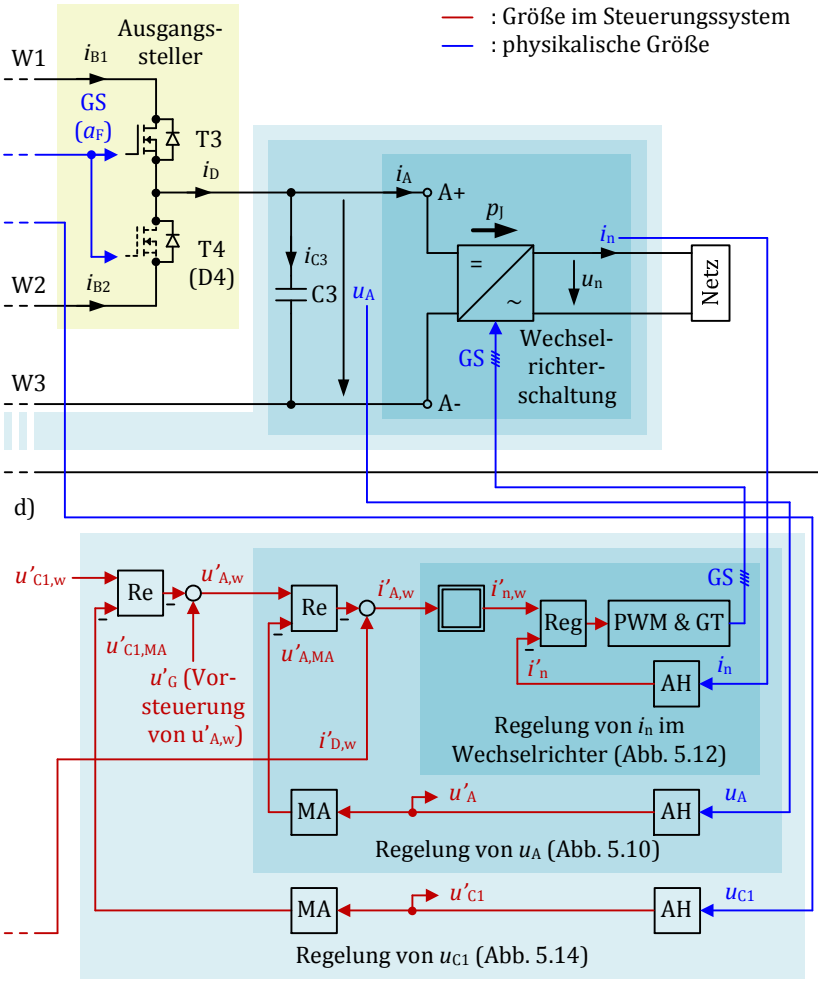 : Größe im Steuerungssystem
: physikalische Größe
Ausgangs-
steller
W1
iB1
GS
(aF)
T3
iD
iA
A+
pJ
in
iC3
T4
(D4)
W2
iB2
C3
uA
=
~
un
Netz
GS
Wechsel-
richter-
schaltung
W3
A-
d)
u'C1,w
Re
-
-
u'A,w
Re
-
-
i'A,w
i'n,w
Reg
-
PWM & GT
GS
u'C1,MA
u'G (Vor-
steuerung
von u'A,w)
u'A,MA
i'n
AH
in
i'D,w
Regelung von in im
Wechselrichter (Abb. 5.12)
MA
u'A
AH
uA
Regelung von uA (Abb. 5.10)
MA
u'C1
AH
uC1
Regelung von uC1 (Abb. 5.14)